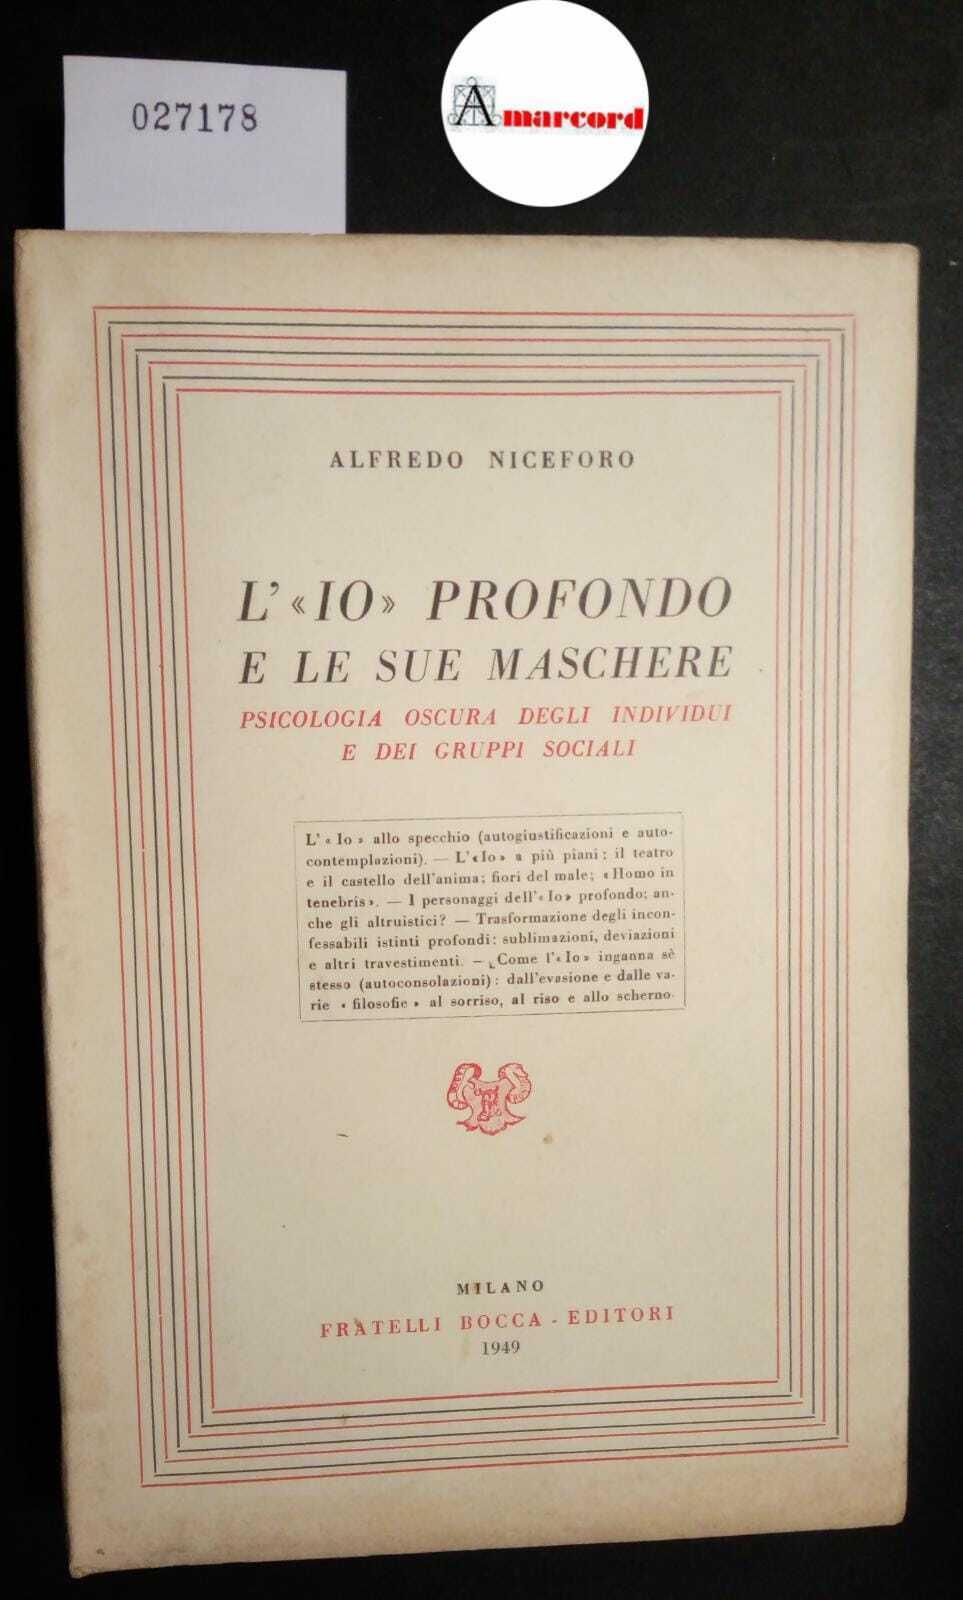 027178
Amarcord
ALFREDO NICEFORO
L' «IO» PROFONDO
E LE SUE MASCHERE
PSICOLOGIA OSCURA DEGLI INDIVIDUI
E DEI GRUPPI SOCIALI
L' « Io » allo specchio (autogiustificazioni e auto-
contemplazioni). — L'«Io» a più piani: il teatro
e il castello dell'anima; fiori del male; «Homo in
tenebris». — I personaggi dell'«Io» profondo; an-
che gli altruistici? — Trasformazione degli incon-
fessabili istinti profondi: sublimazioni, deviazioni
e altri travestimenti. — Come l'«Io» inganna sè
stesso (autoconsolazioni): dall'evasione e dalle va-
rie « filosofie » al sorriso, al riso e allo scherno.
MILANO
FRATELLI BOCCA - EDITORI
1949